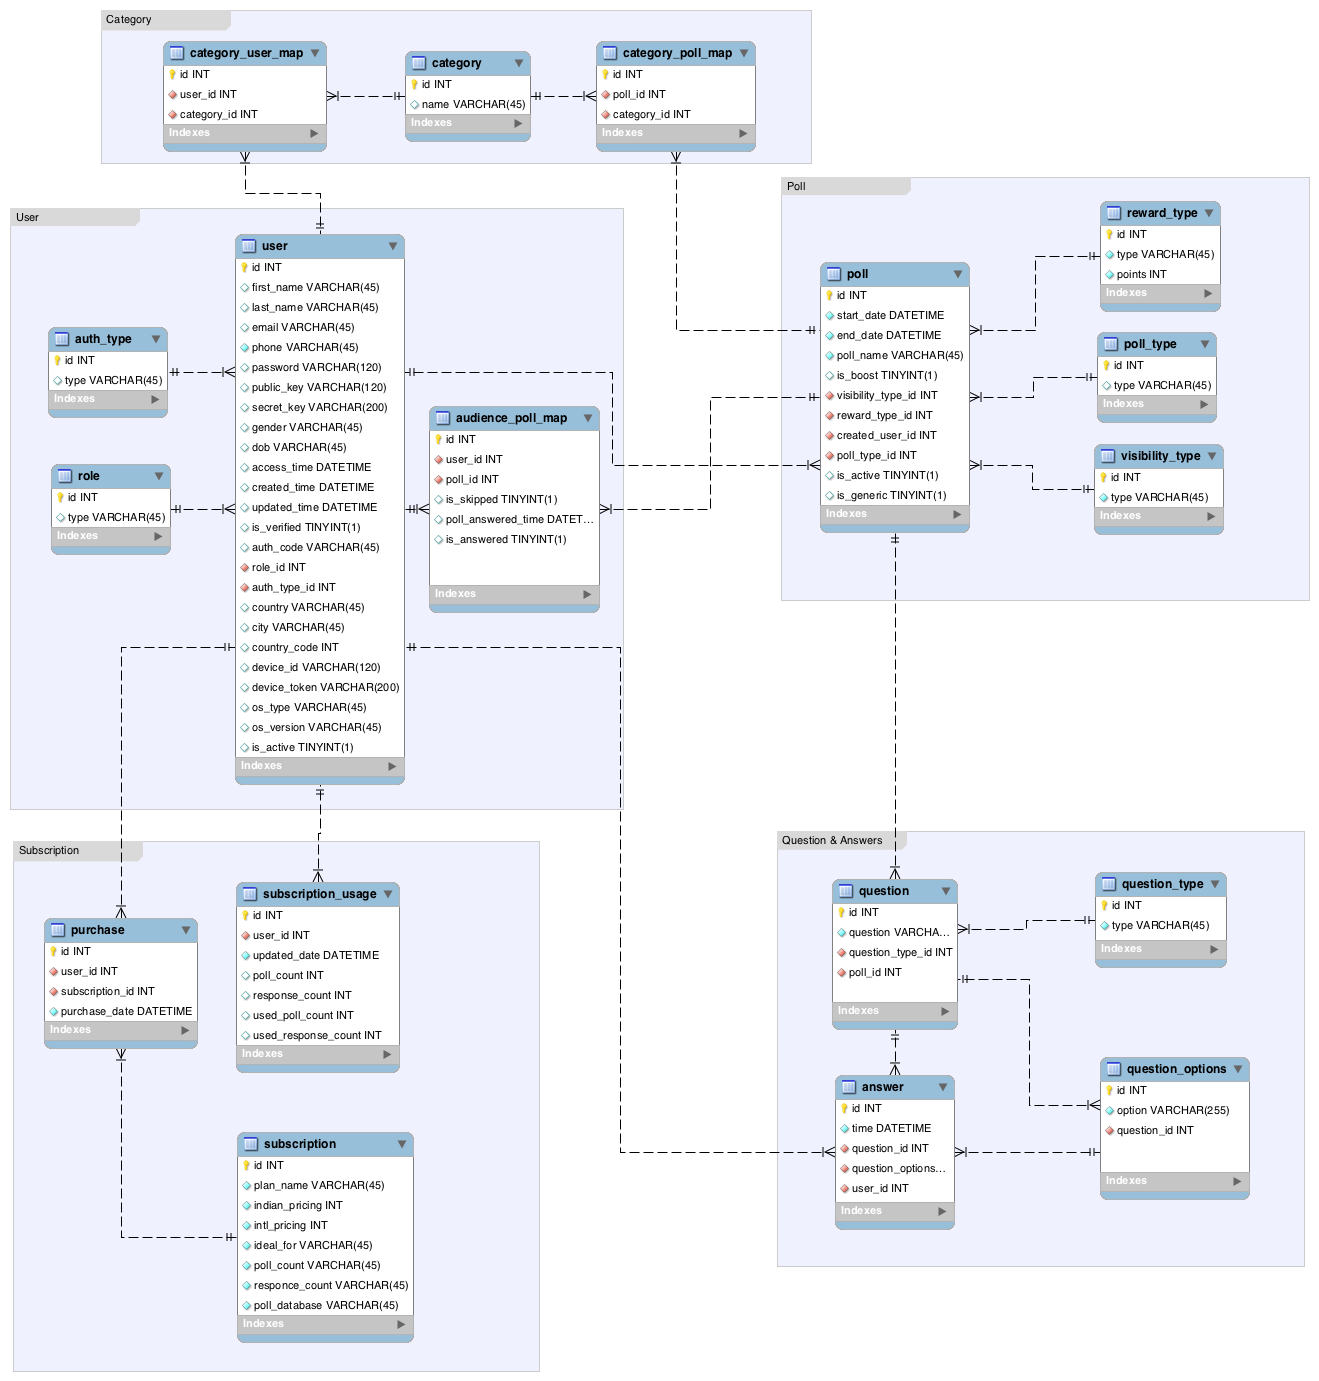 Category
category_user_map
id INT
user_id INT
category_id INT
Indexes
category
id INT
name VARCHAR(45)
Indexes
category_poll_map
id INT
poll_id INT
category_id INT
Indexes
User
user
id INT
first_name VARCHAR(45)
last_name VARCHAR(45)
email VARCHAR(45)
phone VARCHAR(45)
password VARCHAR(120)
public_key VARCHAR(120)
secret_key VARCHAR(200)
gender VARCHAR(45)
dob VARCHAR(45)
access_time DATETIME
created_time DATETIME
updated_time DATETIME
is_verified TINYINT(1)
auth_code VARCHAR(45)
role_id INT
auth_type_id INT
country VARCHAR(45)
city VARCHAR(45)
country_code INT
device_id VARCHAR(120)
device_token VARCHAR(200)
os_type VARCHAR(45)
os_version VARCHAR(45)
is_active TINYINT(1)
Indexes
auth_type
id INT
type VARCHAR(45)
Indexes
role
id INT
type VARCHAR(45)
Indexes
audience_poll_map
id INT
user_id INT
poll_id INT
is_skipped TINYINT(1)
poll_answered_time DATET...
is_answered TINYINT(1)
Indexes
Poll
poll
id INT
start_date DATETIME
end_date DATETIME
poll_name VARCHAR(45)
is_boost TINYINT(1)
visibility_type_id INT
reward_type_id INT
created_user_id INT
poll_type_id INT
is_active TINYINT(1)
is_generic TINYINT(1)
Indexes
reward_type
id INT
type VARCHAR(45)
points INT
Indexes
poll_type
id INT
type VARCHAR(45)
Indexes
visibility_type
id INT
type VARCHAR(45)
Indexes
Subscription
purchase
id INT
user_id INT
subscription_id INT
purchase_date DATETIME
Indexes
subscription_usage
id INT
user_id INT
updated_date DATETIME
poll_count INT
response_count INT
used_poll_count INT
used_response_count INT
Indexes
subscription
id INT
plan_name VARCHAR(45)
indian_pricing INT
intl_pricing INT
ideal_for VARCHAR(45)
poll_count VARCHAR(45)
responce_count VARCHAR(45)
poll_database VARCHAR(45)
Indexes
Question & Answers
question
id INT
question VARCHA...
question_type_id INT
poll_id INT
Indexes
question_type
id INT
type VARCHAR(45)
Indexes
answer
id INT
time DATETIME
question_id INT
question_options...
user_id INT
Indexes
question_options
id INT
option VARCHAR(255)
question_id INT
Indexes